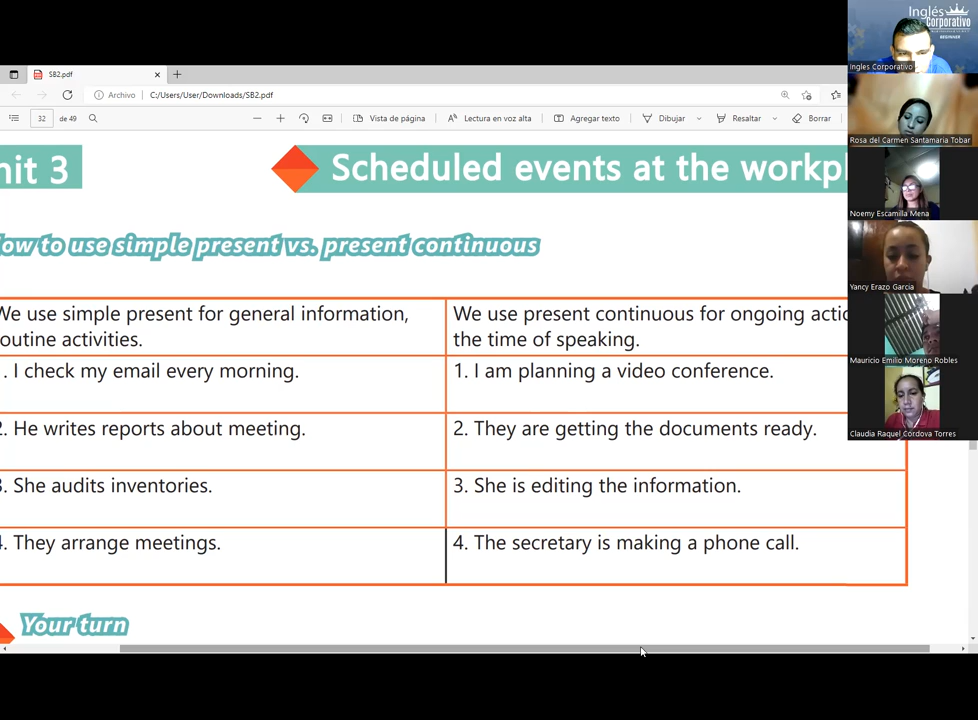 Inglés
Corporativo
BEGINNER
Ingles Corporativo
SB2.pdf
Archivo C:/Users/User/Downloads/SB2.pdf
32 de 49 Vista de página Lectura en voz alta Agregar texto Dibujar Resaltar Borrar
Rosa del Carmen Santamaria Tobar
nit 3 Scheduled events at the workpl
Noemy Escamilla Mena
ow to use simple present vs. present continuous
Yancy Erazo Garcia
We use simple present for general information,
outine activities.
We use present continuous for ongoing actio
the time of speaking.
Mauricio Emilio Moreno Robles
. I check my email every morning.
1. I am planning a video conference.
2. He writes reports about meeting.
2. They are getting the documents ready.
Claudia Raquel Cordova Torres
3. She audits inventories.
3. She is editing the information.
4. They arrange meetings.
4. The secretary is making a phone call.
Your turn